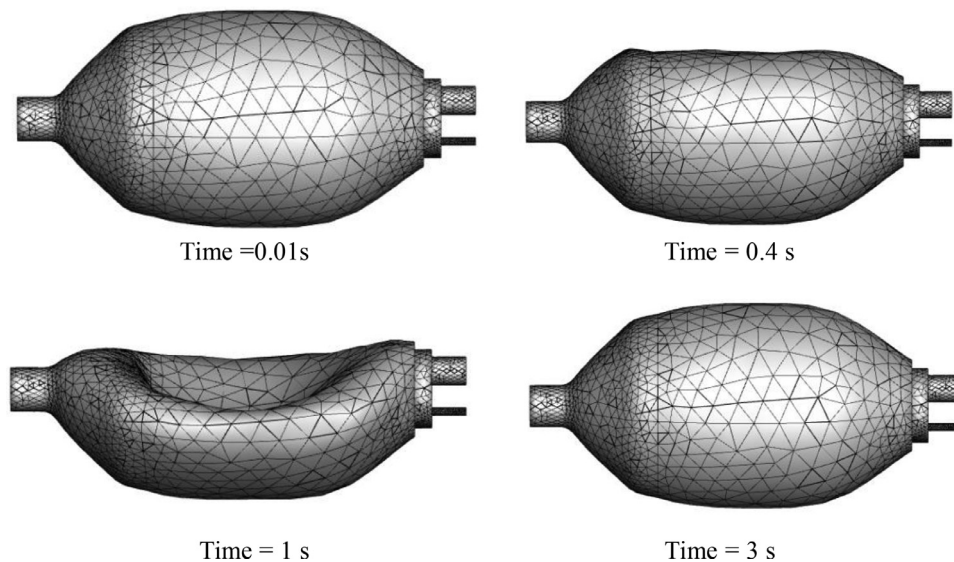 Time =0.01s
Time = 0.4 s
Time = 1 s
Time = 3 s